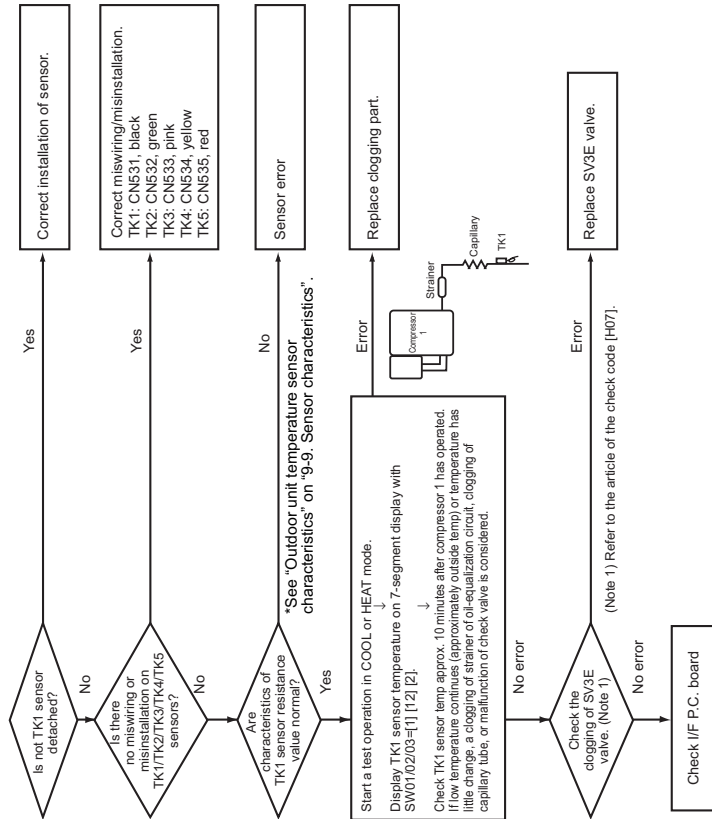 Is not TK1 sensor
detached?
Yes
Correct installation of sensor.
No
Is there
no miswiring or
misinstallation on
TK1/TK2/TK3/TK4/TK5
sensors?
Yes
Correct miswiring/misinstallation.
TK1: CN531, black
TK2: CN532, green
TK3: CN533, pink
TK4: CN534, yellow
TK5: CN535, red
No
Are
characteristics of
TK1 sensor resistance
value normal?
No
Sensor error
*See "Outdoor unit temperature sensor
characteristics" on "9-9. Sensor characteristics".
Yes
Start a test operation in COOL or HEAT mode.
↓
Display TK1 sensor temperature on 7-segment display with
SW01/02/03=[1] [12] [2].
↓
Check TK1 sensor temp approx. 10 minutes after compressor 1 has operated.
If low temperature continues (approximately outside temp) or temperature has
little change, a clogging of strainer of oil-equalization circuit, clogging of
capillary tube, or malfunction of check valve is considered.
Error
Replace clogging part.
Compressor
1
Strainer
Capillary
TK1
No error
Check the
clogging of SV3E
valve. (Note 1)
Error
Replace SV3E valve.
(Note 1) Refer to the article of the check code [H07].
No error
Check I/F P.C. board